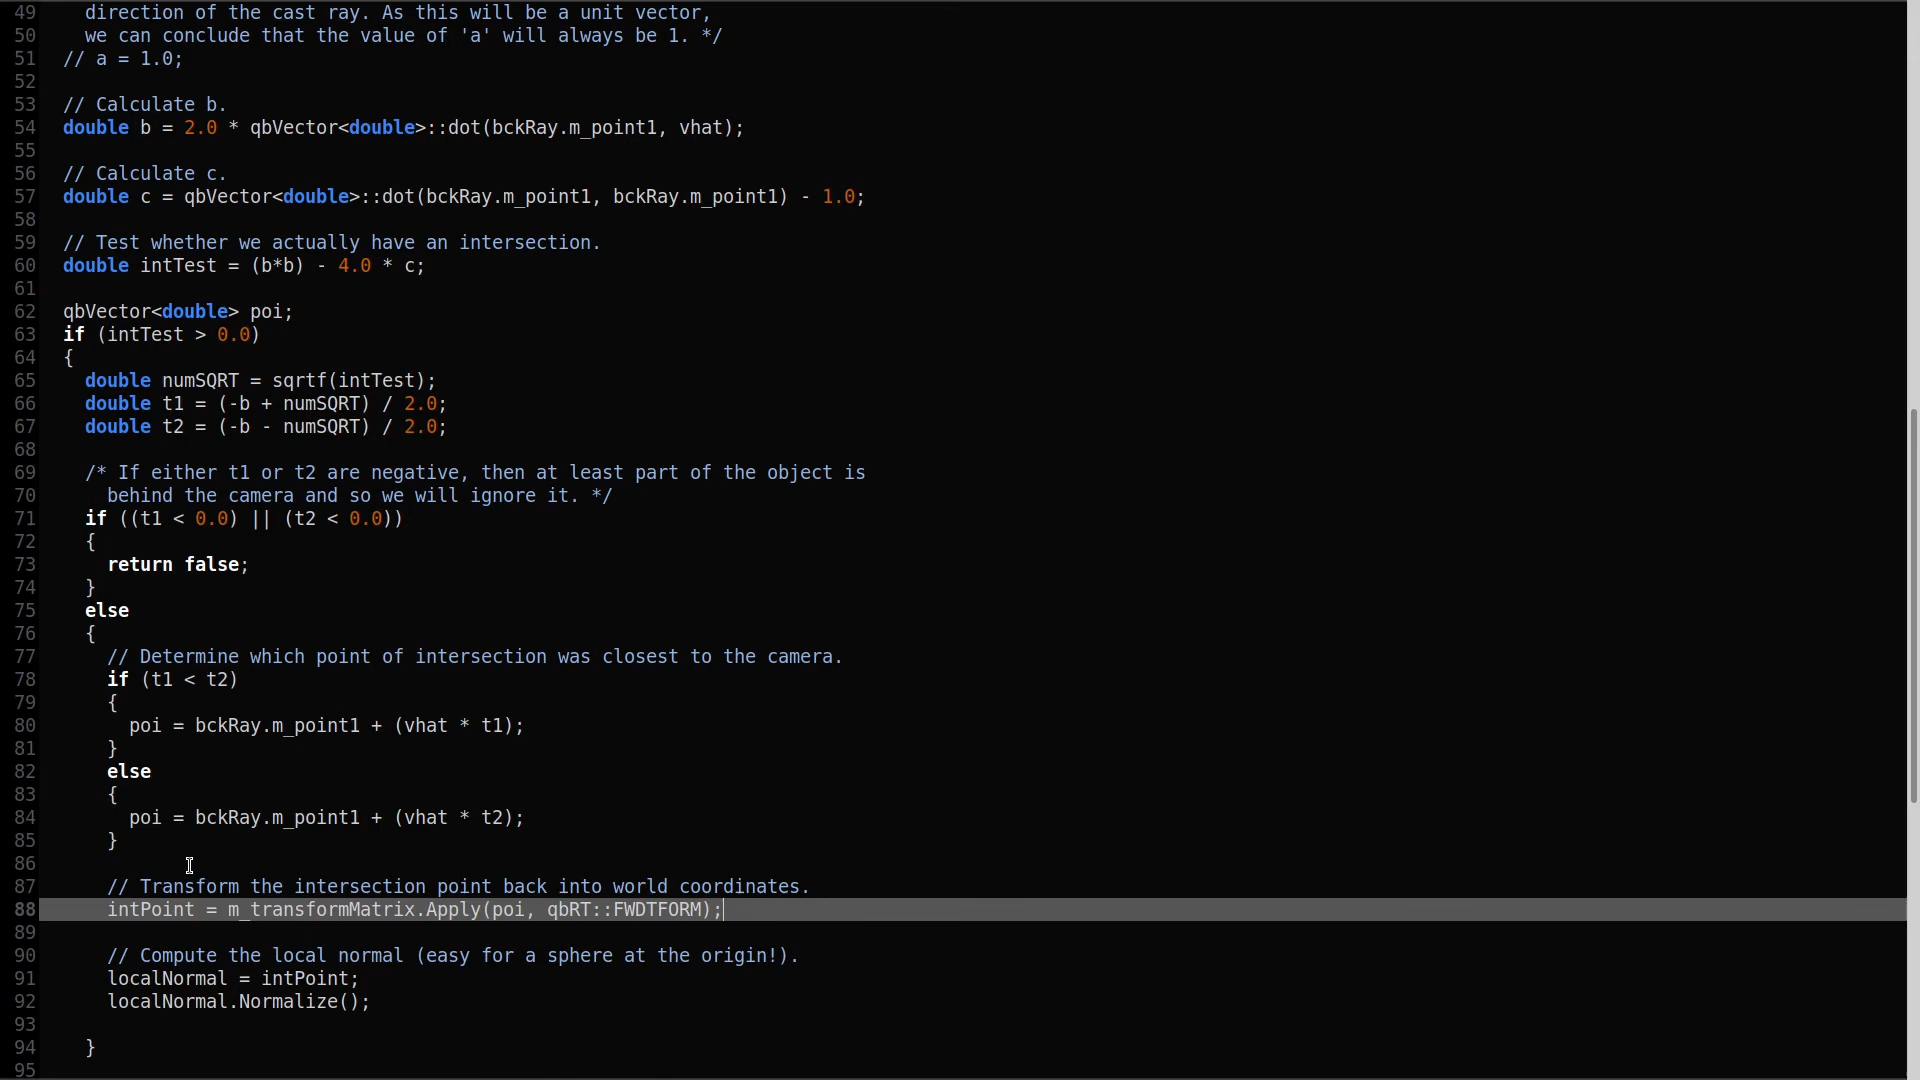 49 direction of the cast ray. As this will be a unit vector,
50 we can conclude that the value of 'a' will always be 1. */
51 // a = 1.0;
52
53 // Calculate b.
54 double b = 2.0 * qbVector<double>::dot(bckRay.m_point1, vhat);
55
56 // Calculate c.
57 double c = qbVector<double>::dot(bckRay.m_point1, bckRay.m_point1) - 1.0;
58
59 // Test whether we actually have an intersection.
60 double intTest = (b*b) - 4.0 * c;
61
62 qbVector<double> poi;
63 if (intTest > 0.0)
64 {
65 double numSQRT = sqrtf(intTest);
66 double t1 = (-b + numSQRT) / 2.0;
67 double t2 = (-b - numSQRT) / 2.0;
68
69 /* If either t1 or t2 are negative, then at least part of the object is
70 behind the camera and so we will ignore it. */
71 if ((t1 < 0.0) || (t2 < 0.0))
72 {
73 return false;
74 }
75 else
76 {
77 // Determine which point of intersection was closest to the camera.
78 if (t1 < t2)
79 {
80 poi = bckRay.m_point1 + (vhat * t1);
81 }
82 else
83 {
84 poi = bckRay.m_point1 + (vhat * t2);
85 }
86
87 // Transform the intersection point back into world coordinates.
88 intPoint = m_transformMatrix.Apply(poi, qbRT::FWDTFORM);
89
90 // Compute the local normal (easy for a sphere at the origin!).
91 localNormal = intPoint;
92 localNormal.Normalize();
93
94 }
95